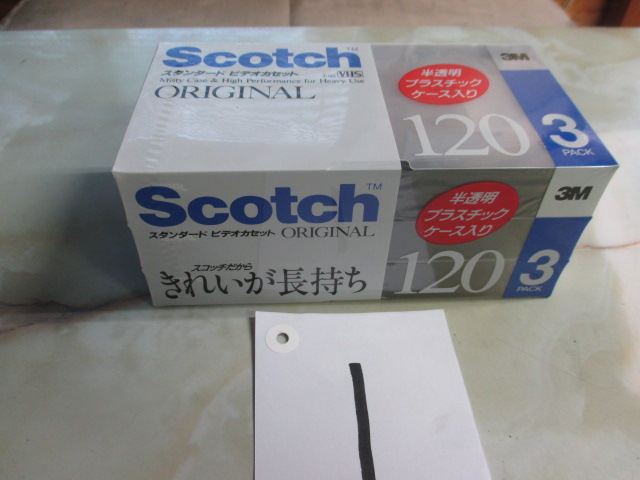 Scotch™
スタンダード ビデオカセット for VHS
Misty Case & High Performance for Heavy Use
ORIGINAL
半透明
プラスチック
ケース入り
120
3M
3
PACK
Scotch™
スタンダード ビデオカセット ORIGINAL
スコッチだから
きれいが長持ち
半透明
プラスチック
ケース入り
120
3M
3
PACK
1